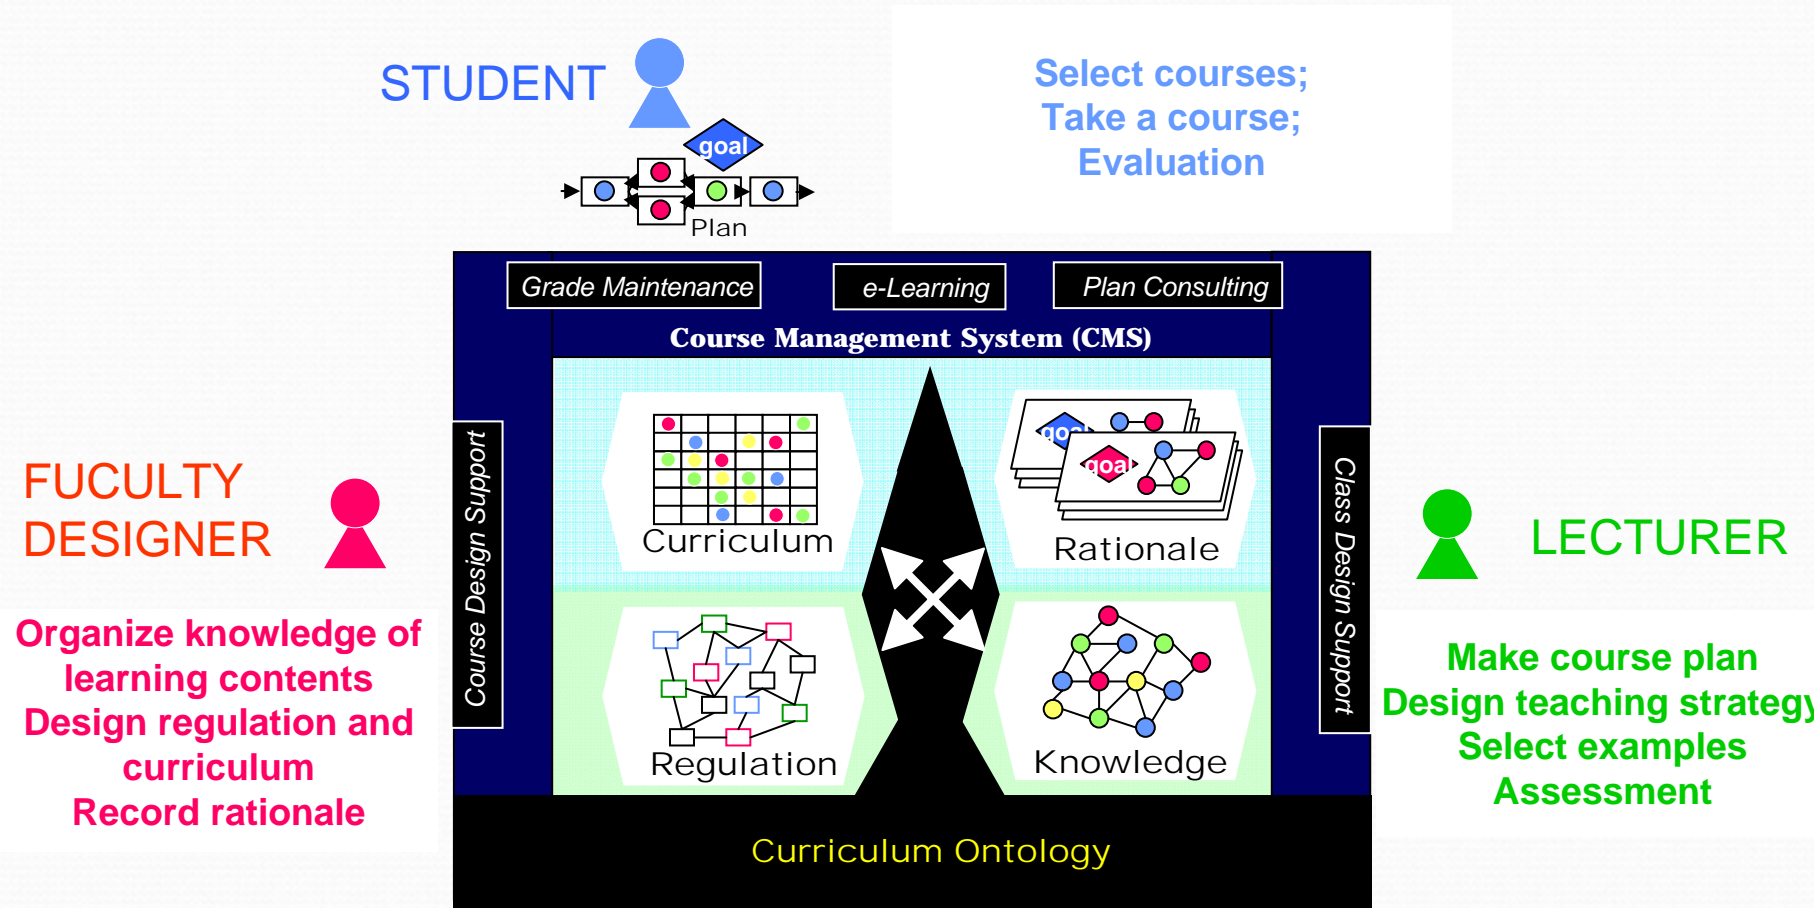 STUDENT
Select courses;
Take a course;
Evaluation
goal
Plan
Grade Maintenance
e-Learning
Plan Consulting
Course Management System (CMS)
FUCULTY
DESIGNER
Organize knowledge of
learning contents
Design regulation and
curriculum
Record rationale
Course Design Support
Curriculum
goal
goal
Rationale
Regulation
Knowledge
Class Design Support
LECTURER
Make course plan
Design teaching strategy
Select examples
Assessment
Curriculum Ontology